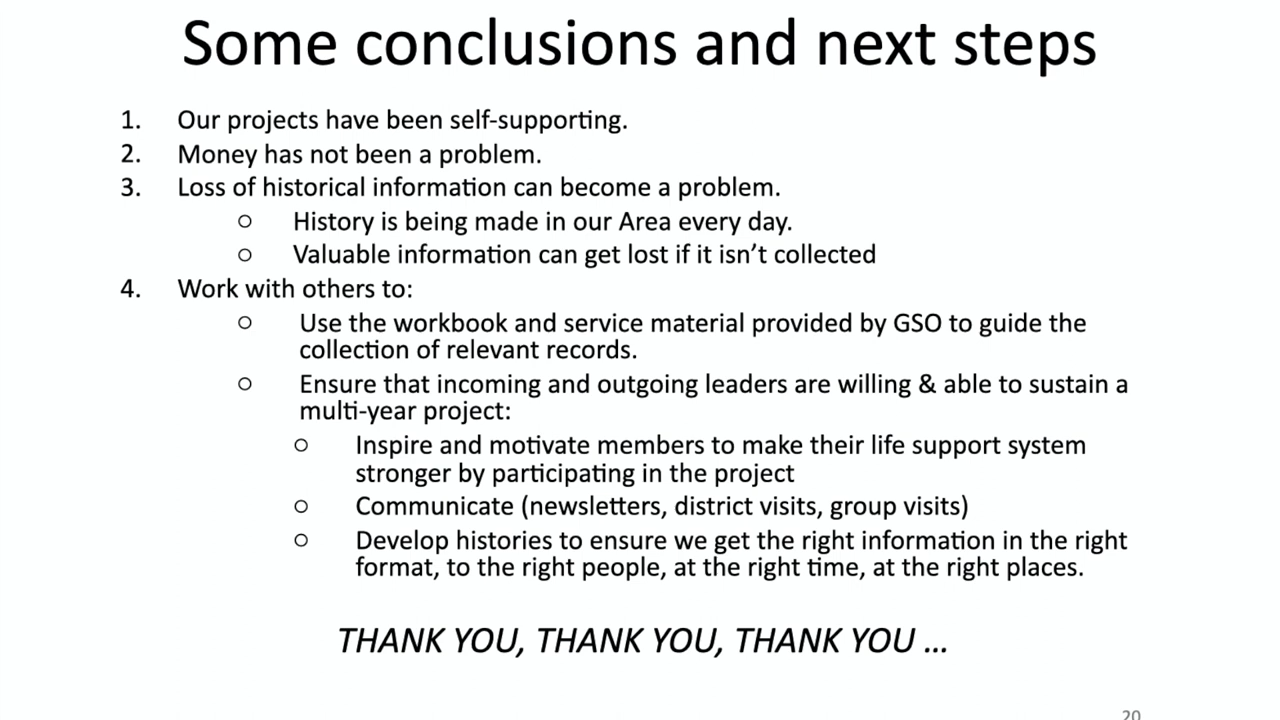 Some conclusions and next steps
1. Our projects have been self-supporting.
2. Money has not been a problem.
3. Loss of historical information can become a problem.
○ History is being made in our Area every day.
○ Valuable information can get lost if it isn’t collected
4. Work with others to:
○ Use the workbook and service material provided by GSO to guide the
collection of relevant records.
○ Ensure that incoming and outgoing leaders are willing & able to sustain a
multi-year project:
○ Inspire and motivate members to make their life support system
stronger by participating in the project
○ Communicate (newsletters, district visits, group visits)
○ Develop histories to ensure we get the right information in the right
format, to the right people, at the right time, at the right places.
THANK YOU, THANK YOU, THANK YOU …
20